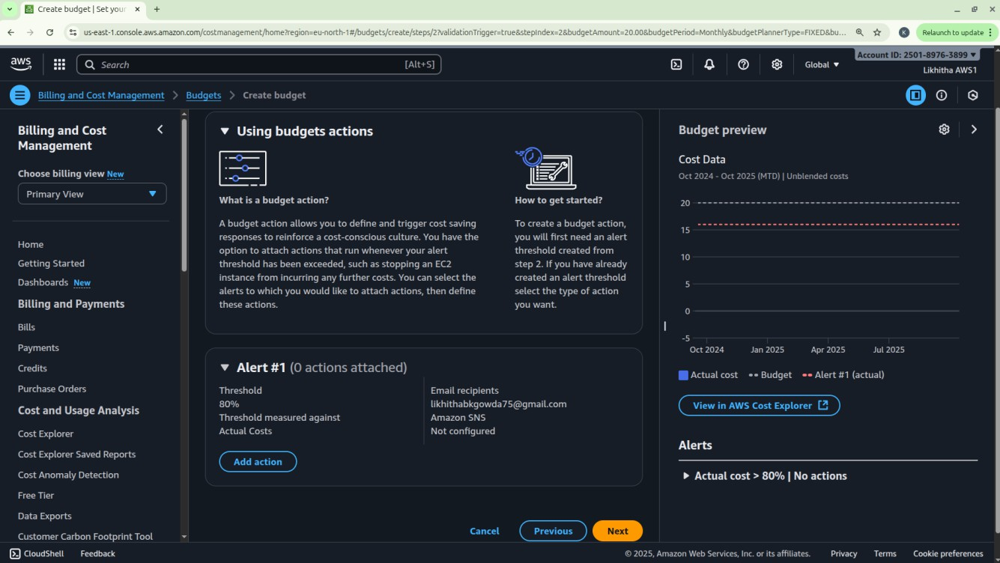 Create budget | Set your
us-east-1.console.aws.amazon.com/costmanagement/home?region=eu-north-1#/budgets/create/steps/2?validationTrigger=true&stepIndex=2&budgetAmount=20.00&budgetPeriod=Monthly&budgetPlannerType=FIXED&bu...
K
Relaunch to update
aws
Search
[Alt+S]
Global
Account ID: 2501-8976-3899
Likhitha AWS1
Billing and Cost Management
Budgets
Create budget
Billing and Cost
Management
Choose billing view New
Primary View
Home
Getting Started
Dashboards New
Billing and Payments
Bills
Payments
Credits
Purchase Orders
Cost and Usage Analysis
Cost Explorer
Cost Explorer Saved Reports
Cost Anomaly Detection
Free Tier
Data Exports
Customer Carbon Footprint Tool
Using budgets actions
What is a budget action?
A budget action allows you to define and trigger cost saving
responses to reinforce a cost-conscious culture. You have the
option to attach actions that run whenever your alert
threshold has been exceeded, such as stopping an EC2
instance from incurring any further costs. You can select the
alerts to which you would like to attach actions, then define
these actions.
How to get started?
To create a budget action,
you will first need an alert
threshold created from
step 2. If you have already
created an alert threshold
select the type of action
you want.
Alert #1 (0 actions attached)
Threshold
80%
Threshold measured against
Actual Costs
Email recipients
likhithabkgowda75@gmail.com
Amazon SNS
Not configured
Add action
Cancel
Previous
Next
Budget preview
Cost Data
Oct 2024 - Oct 2025 (MTD) | Unblended costs
20
15
10
5
0
-5
Oct 2024
Jan 2025
Apr 2025
Jul 2025
Actual cost
Budget
Alert #1 (actual)
View in AWS Cost Explorer
Alerts
Actual cost > 80% | No actions
CloudShell
Feedback
© 2025, Amazon Web Services, Inc. or its affiliates.
Privacy
Terms
Cookie preferences